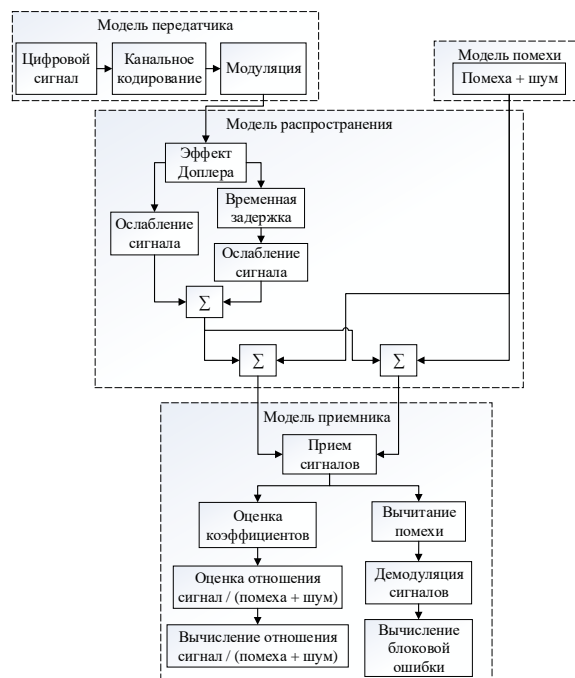 Модель передатчика
Цифровой
сигнал
Канальное
кодирование
Модуляция
Модель помехи
Помеха + шум
Модель распространения
Эффект
Доплера
Временная
задержка
Ослабление
сигнала
Ослабление
сигнала
∑
∑
∑
Модель приемника
Прием
сигналов
Оценка
коэффициентов
Вычитание
помехи
Оценка отношения
сигнал / (помеха + шум)
Демодуляция
сигналов
Вычисление отношения
сигнал / (помеха + шум)
Вычисление
блоковой
ошибки